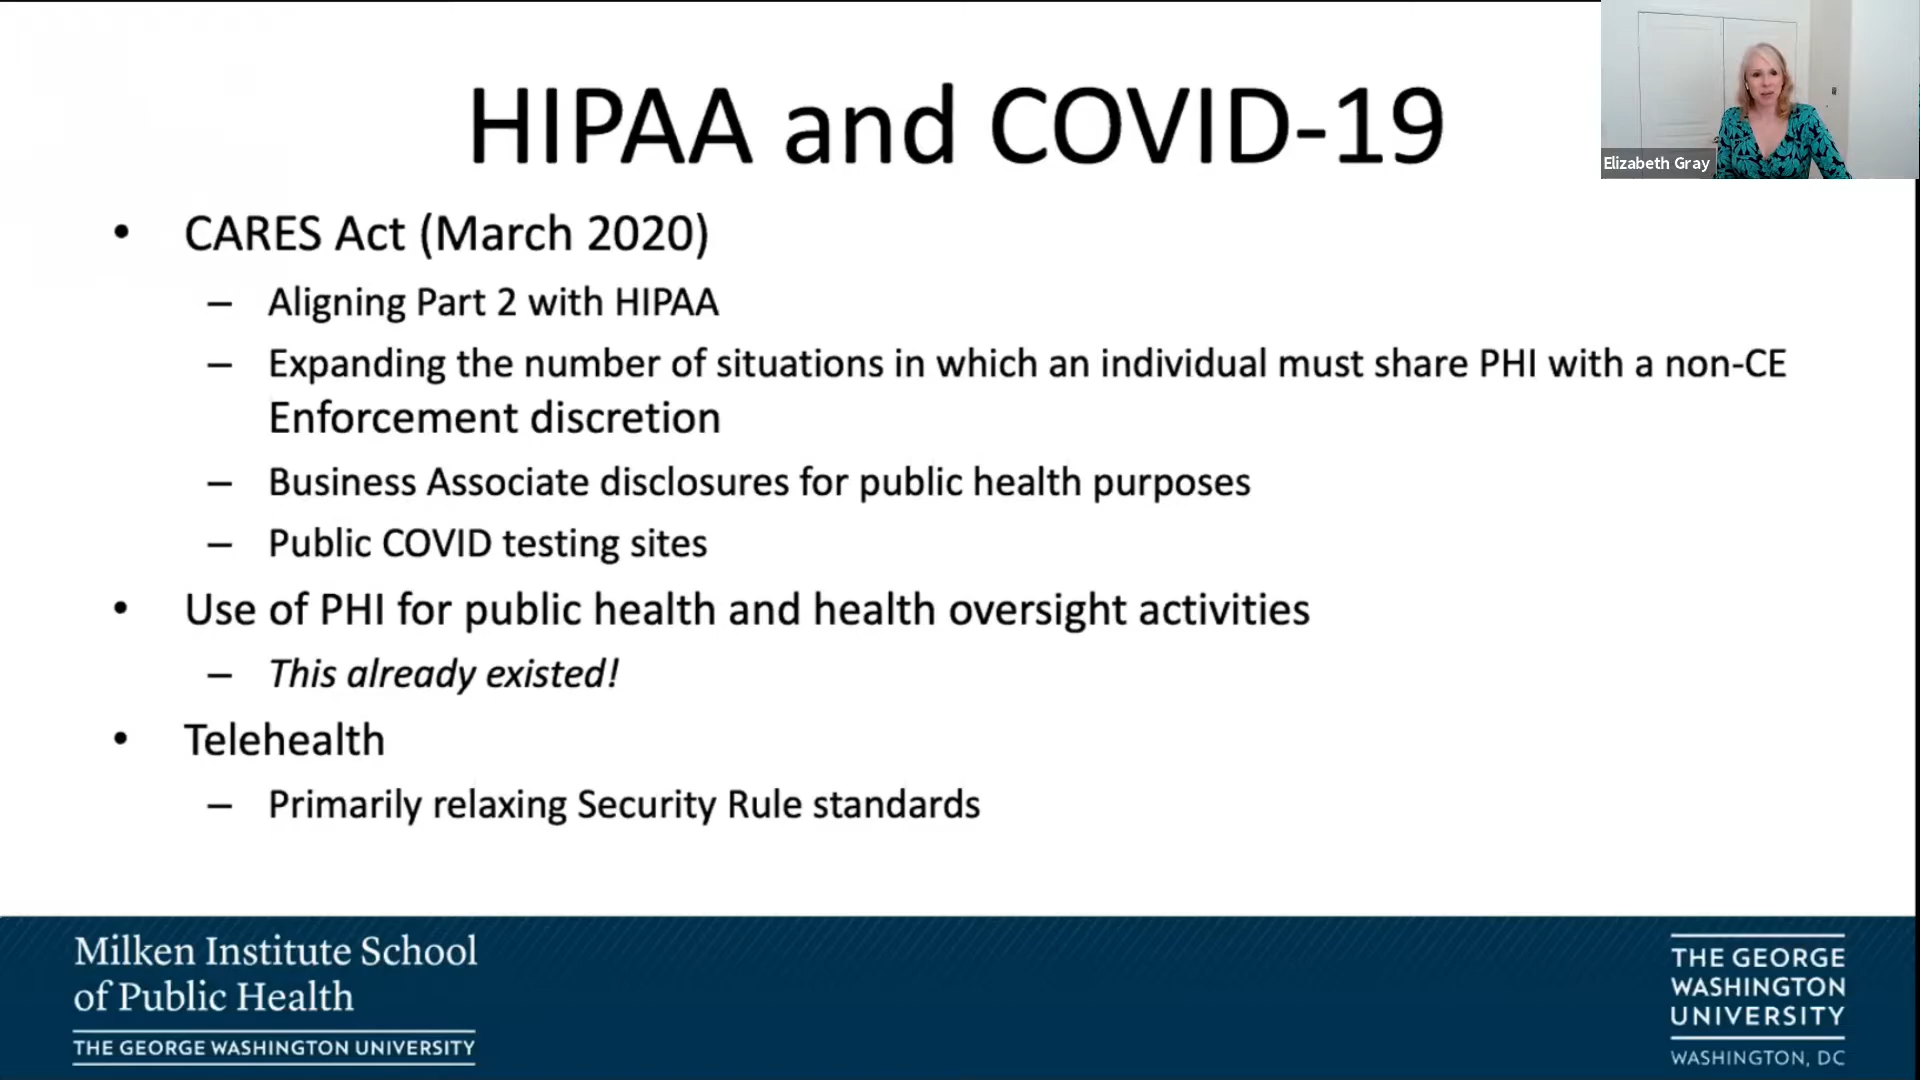 HIPAA and COVID-19
Elizabeth Gray
• CARES Act (March 2020)
– Aligning Part 2 with HIPAA
– Expanding the number of situations in which an individual must share PHI with a non-CE
Enforcement discretion
– Business Associate disclosures for public health purposes
– Public COVID testing sites
• Use of PHI for public health and health oversight activities
– This already existed!
• Telehealth
– Primarily relaxing Security Rule standards
Milken Institute School
of Public Health
THE GEORGE WASHINGTON UNIVERSITY
THE GEORGE
WASHINGTON
UNIVERSITY
WASHINGTON, DC